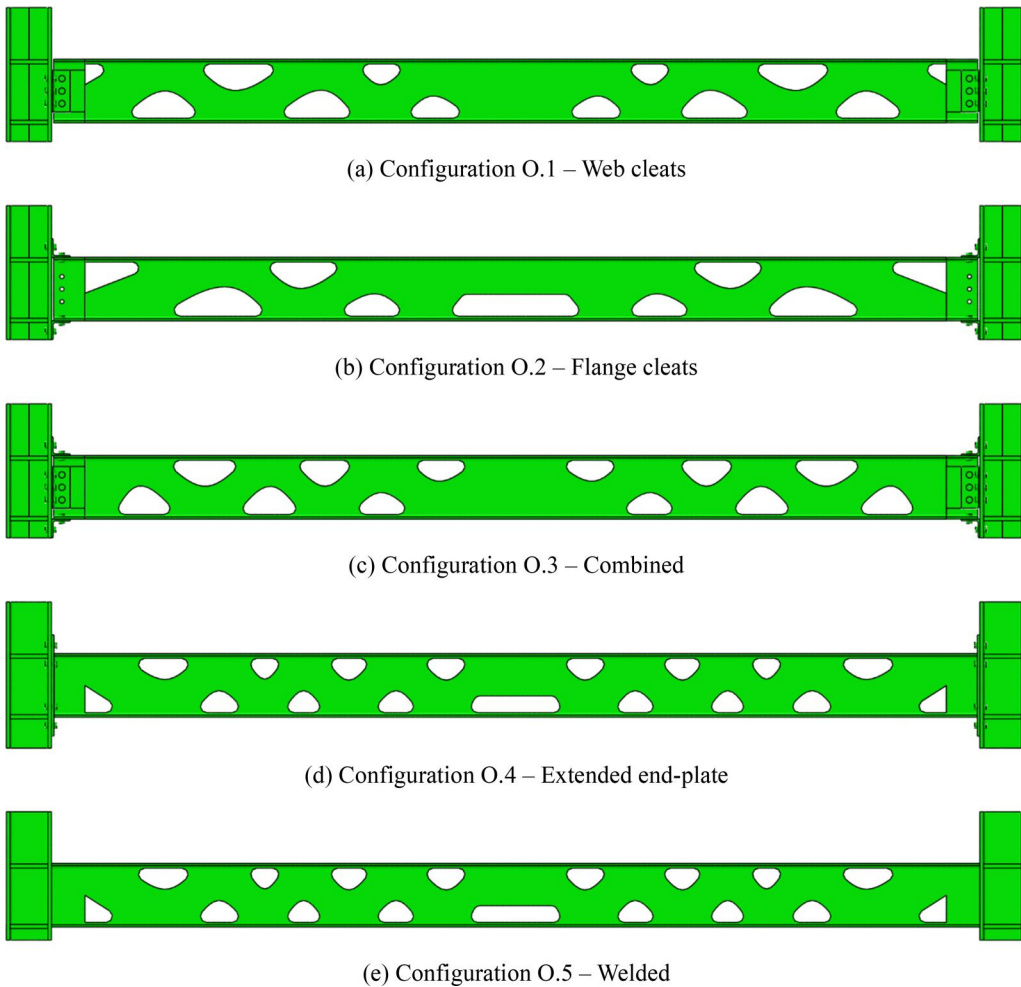 (a) Configuration O.1 – Web cleats
(b) Configuration O.2 – Flange cleats
(c) Configuration O.3 – Combined
(d) Configuration O.4 – Extended end-plate
(e) Configuration O.5 – Welded